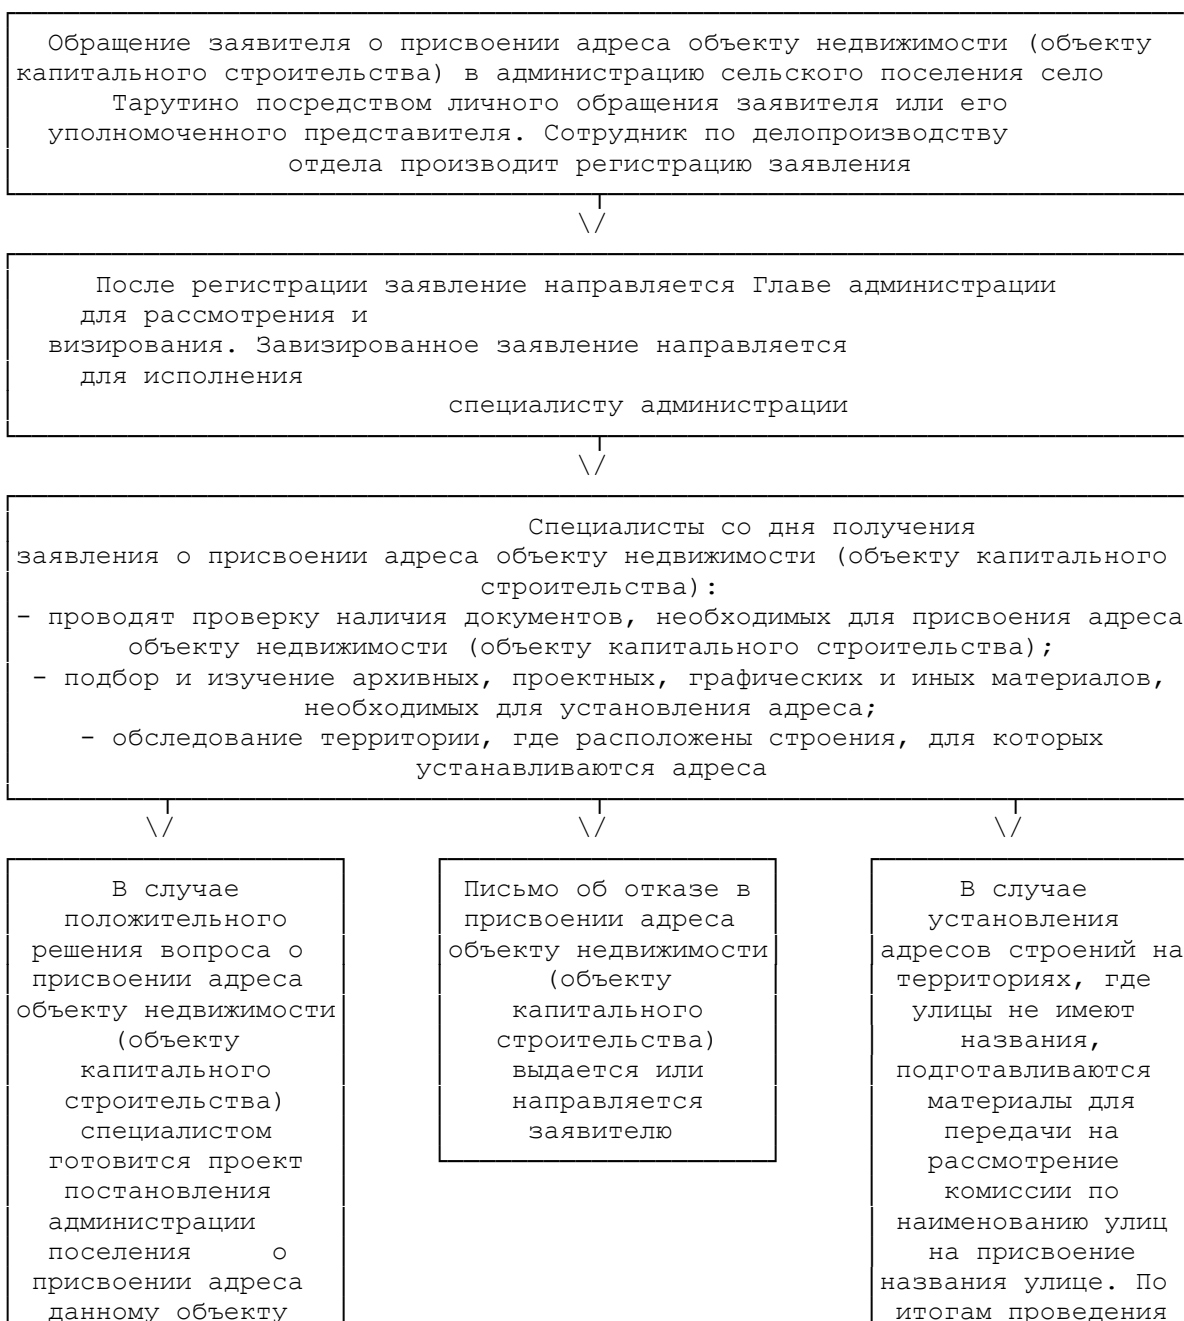 Обращение заявителя о присвоении адреса объекту недвижимости (объекту
капитального строительства) в администрацию сельского поселения село
Тарутино посредством личного обращения заявителя или его
уполномоченного представителя. Сотрудник по делопроизводству
отдела производит регистрацию заявления
\/
После регистрации заявление направляется Главе администрации
для рассмотрения и
визирования. Завизированное заявление направляется
для исполнения
специалисту администрации
\/
Специалисты со дня получения
заявления о присвоении адреса объекту недвижимости (объекту капитального
строительства):
- проводят проверку наличия документов, необходимых для присвоения адреса
объекту недвижимости (объекту капитального строительства);
- подбор и изучение архивных, проектных, графических и иных материалов,
необходимых для установления адреса;
- обследование территории, где расположены строения, для которых
устанавливаются адреса
\/ \/ \/
В случае
положительного
решения вопроса о
присвоении адреса
объекту недвижимости
(объекту
капитального
строительства)
специалистом
готовится проект
постановления
администрации
поселения о
присвоении адреса
данному объекту
Письмо об отказе в
присвоении адреса
объекту недвижимости
(объекту
капитального
строительства)
выдается или
направляется
заявителю
В случае
установления
адресов строений на
территориях, где
улицы не имеют
названия,
подготавливаются
материалы для
передачи на
рассмотрение
комиссии по
наименованию улиц
на присвоение
названия улице. По
итогам проведения